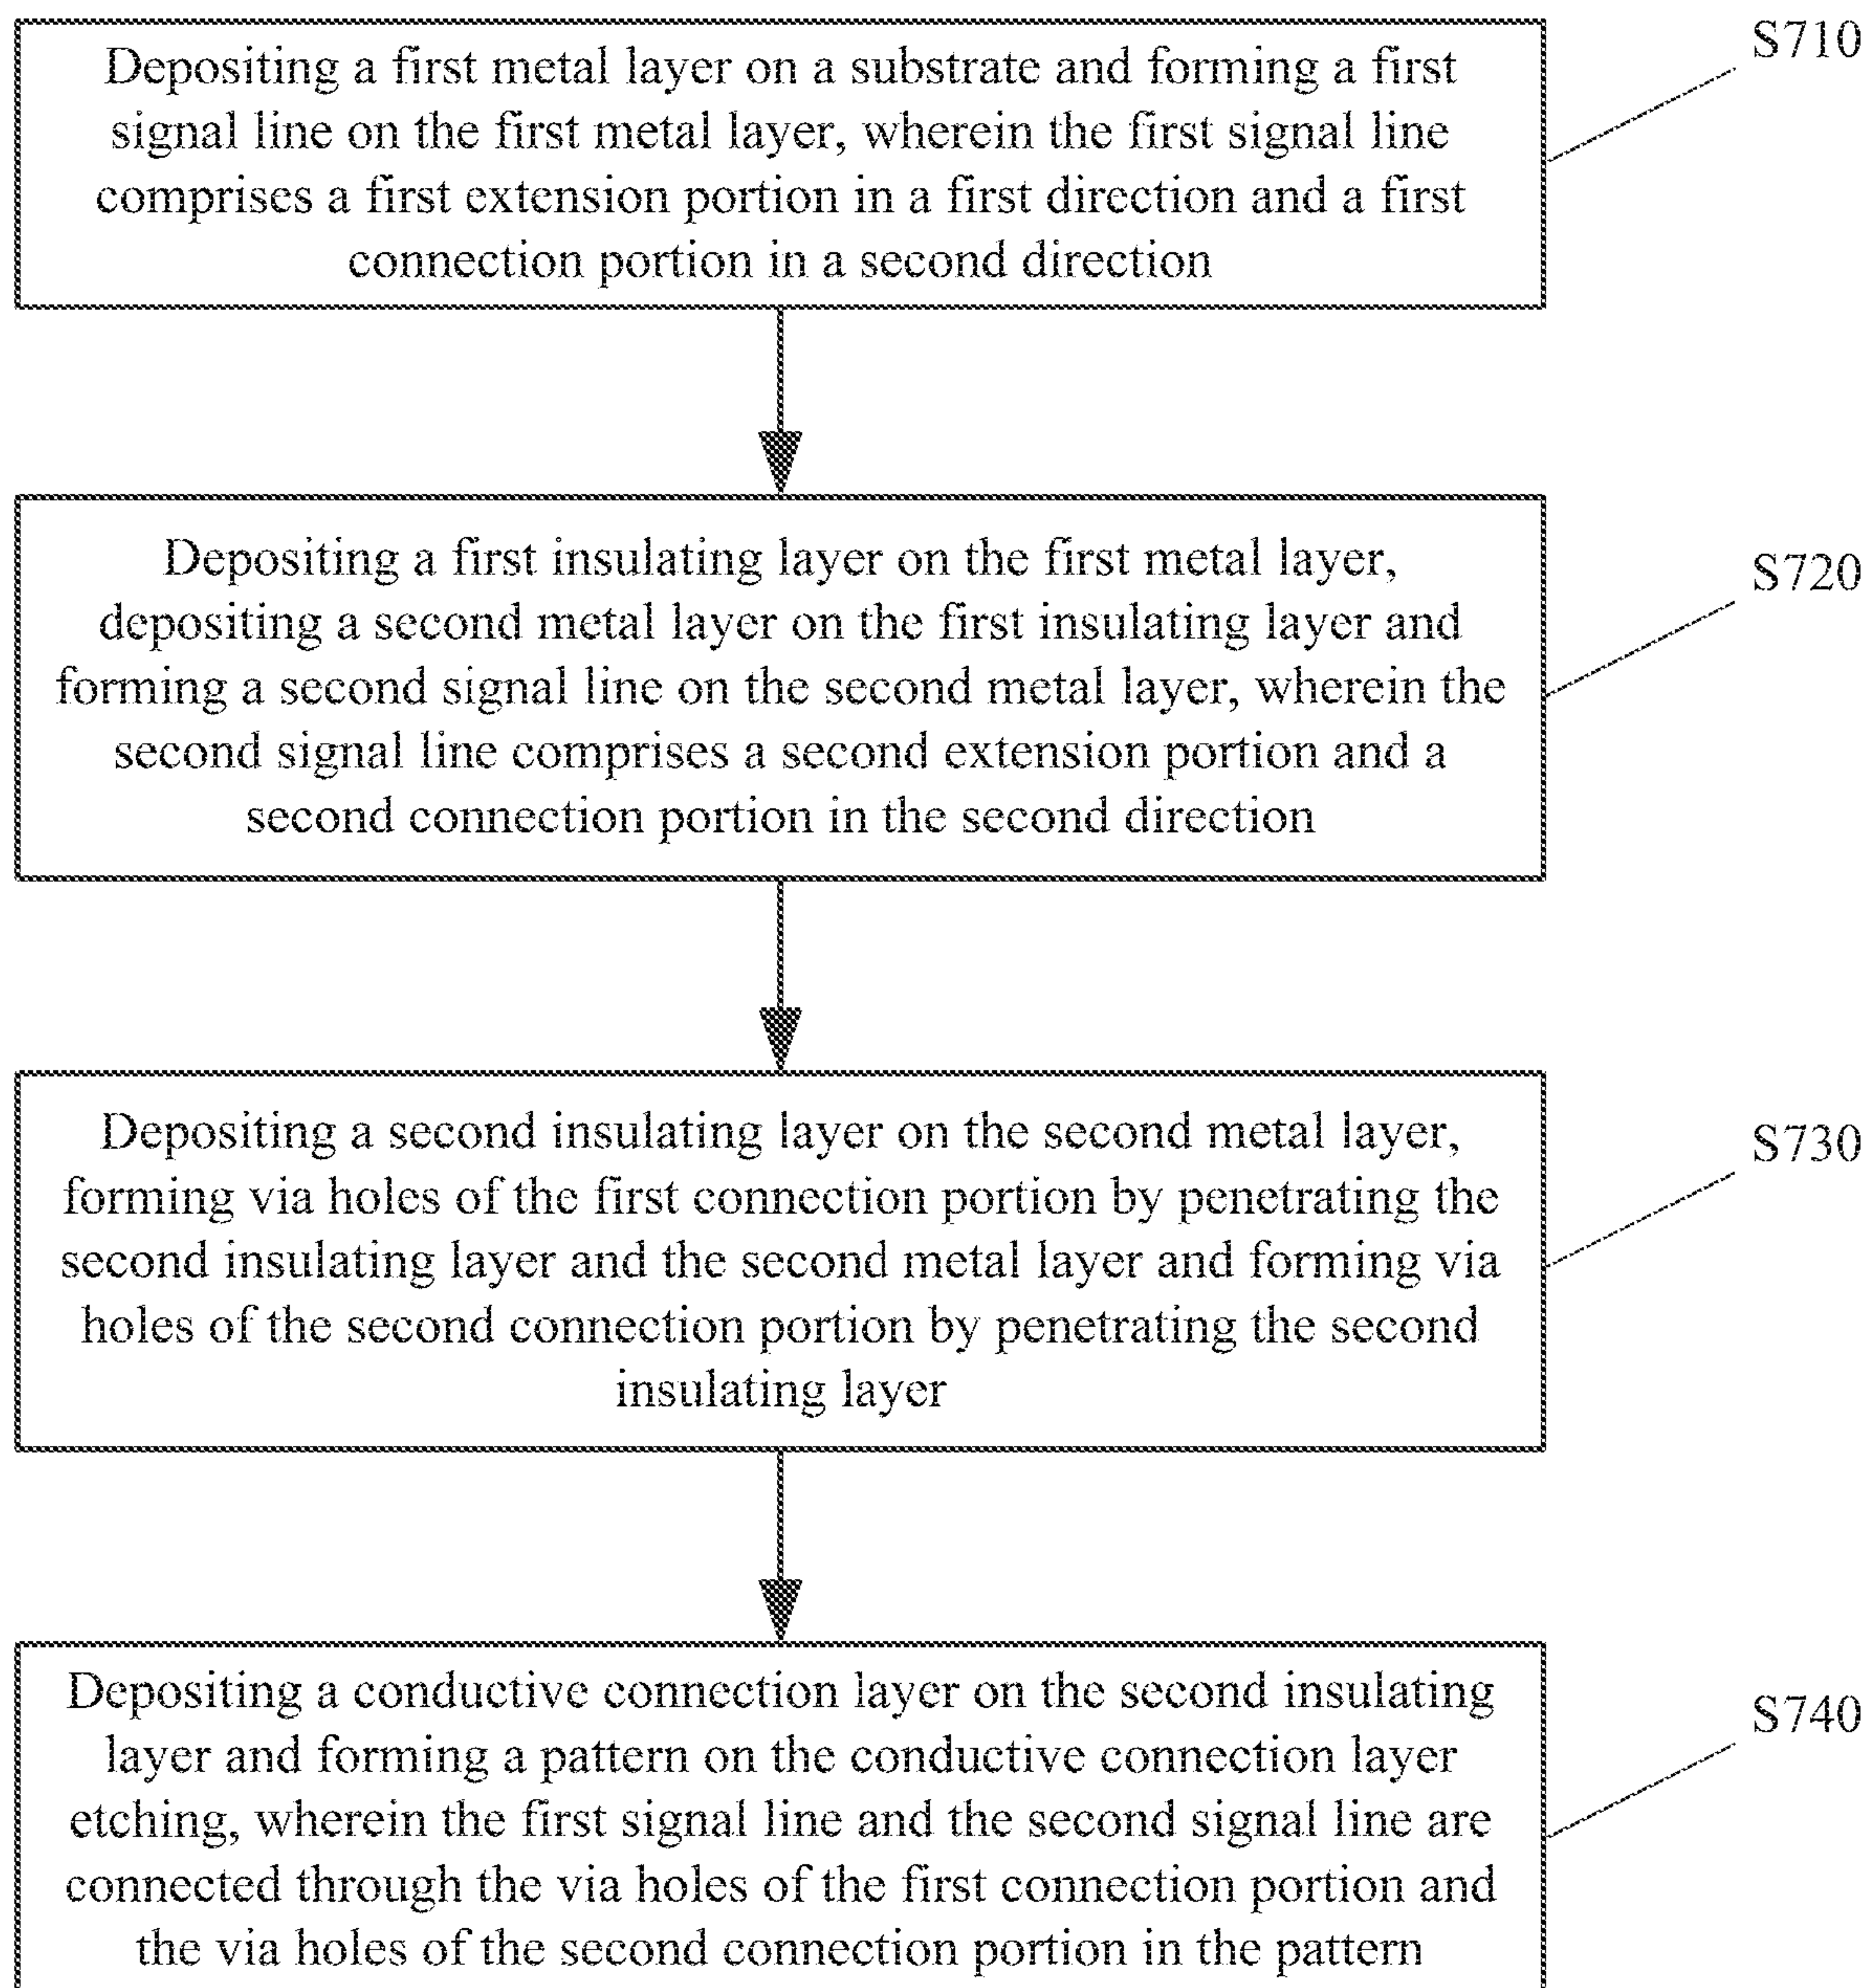 Depositing a first metal layer on a substrate and forming a first
signal line on the first metal layer, wherein the first signal line
comprises a first extension portion in a first direction and a first
connection portion in a second direction
S710
Depositing a first insulating layer on the first metal layer,
depositing a second metal layer on the first insulating layer and
forming a second signal line on the second metal layer, wherein the
second signal line comprises a second extension portion and a
second connection portion in the second direction
S720
Depositing a second insulating layer on the second metal layer,
forming via holes of the first connection portion by penetrating the
second insulating layer and the second metal layer and forming via
holes of the second connection portion by penetrating the second
insulating layer
S730
Depositing a conductive connection layer on the second insulating
layer and forming a pattern on the conductive connection layer
etching, wherein the first signal line and the second signal line are
connected through the via holes of the first connection portion and
the via holes of the second connection portion in the pattern
S740